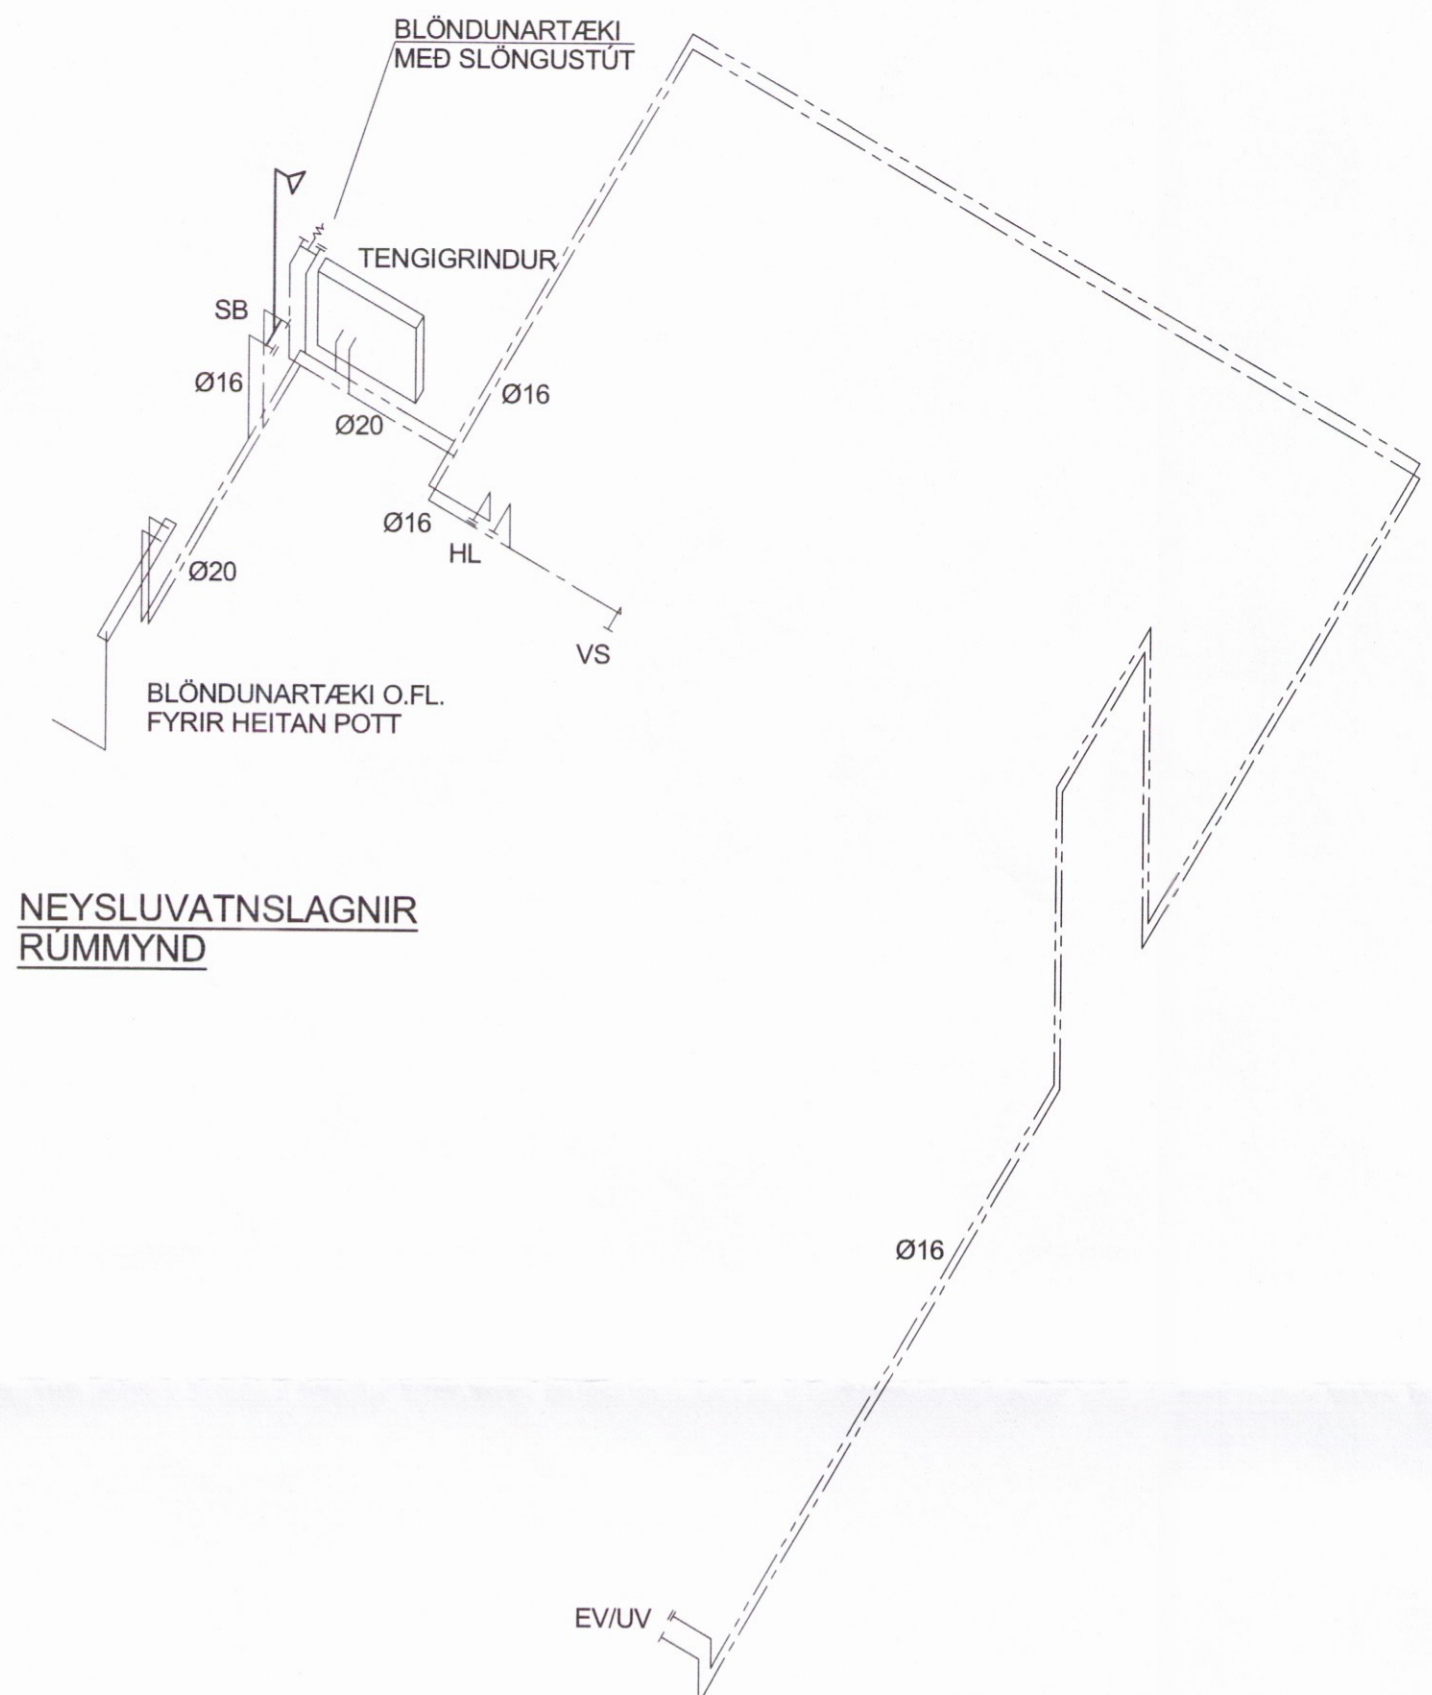 BLÖNDUNARTÆKI
MEÐ SLÖNGUSTÚT
TENGIGRINDUR
SB
Ø16
Ø16
Ø20
Ø16
HL
Ø20
VS
BLÖNDUNARTÆKI O.FL.
FYRIR HEITAN POTT
NEYSLUVATNSLAGNIR
RÚMMYND
Ø16
EV/UV